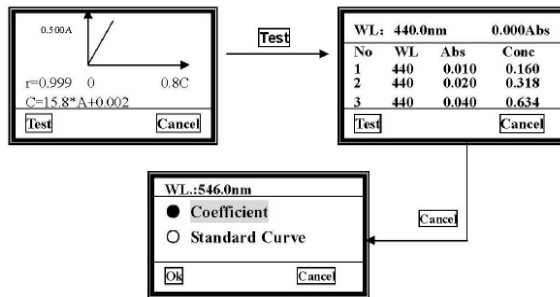 0.500A
r=0.999 0 0.8C
C=15.8*A+0.002
Test Cancel
Test
WL: 440.0nm 0.000Abs
No WL Abs Conc
1 440 0.010 0.160
2 440 0.020 0.318
3 440 0.040 0.634
Test Cancel
Cancel
WL.:546.0nm
Coefficient
Standard Curve
Ok Cancel